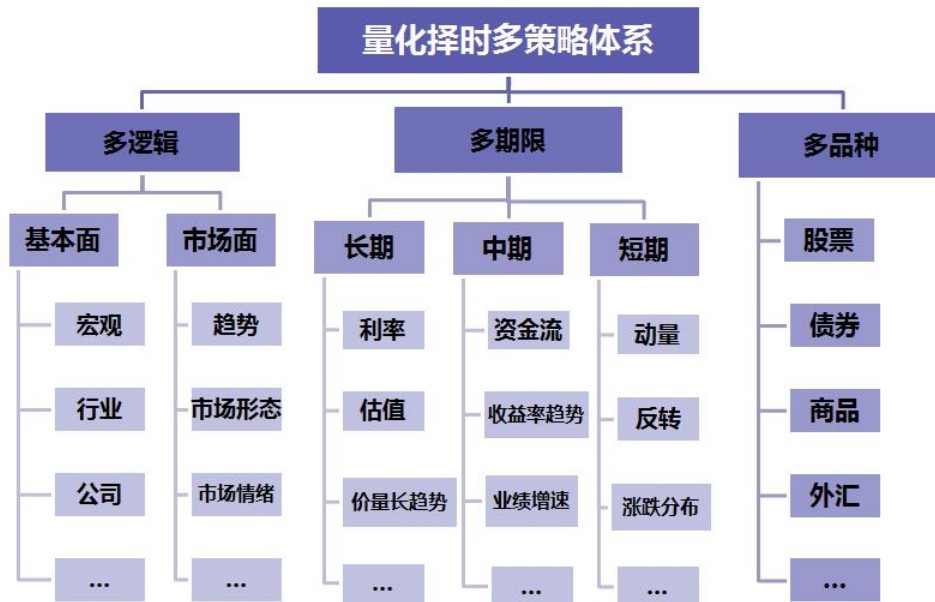 量化择时多策略体系
多逻辑
多期限
多品种
基本面
市场面
长期
中期
短期
股票
宏观
趋势
利率
资金流
动量
债券
行业
市场形态
估值
收益率趋势
反转
商品
公司
市场情绪
价量长趋势
业绩增速
涨跌分布
外汇
...
...
...
...
...
...